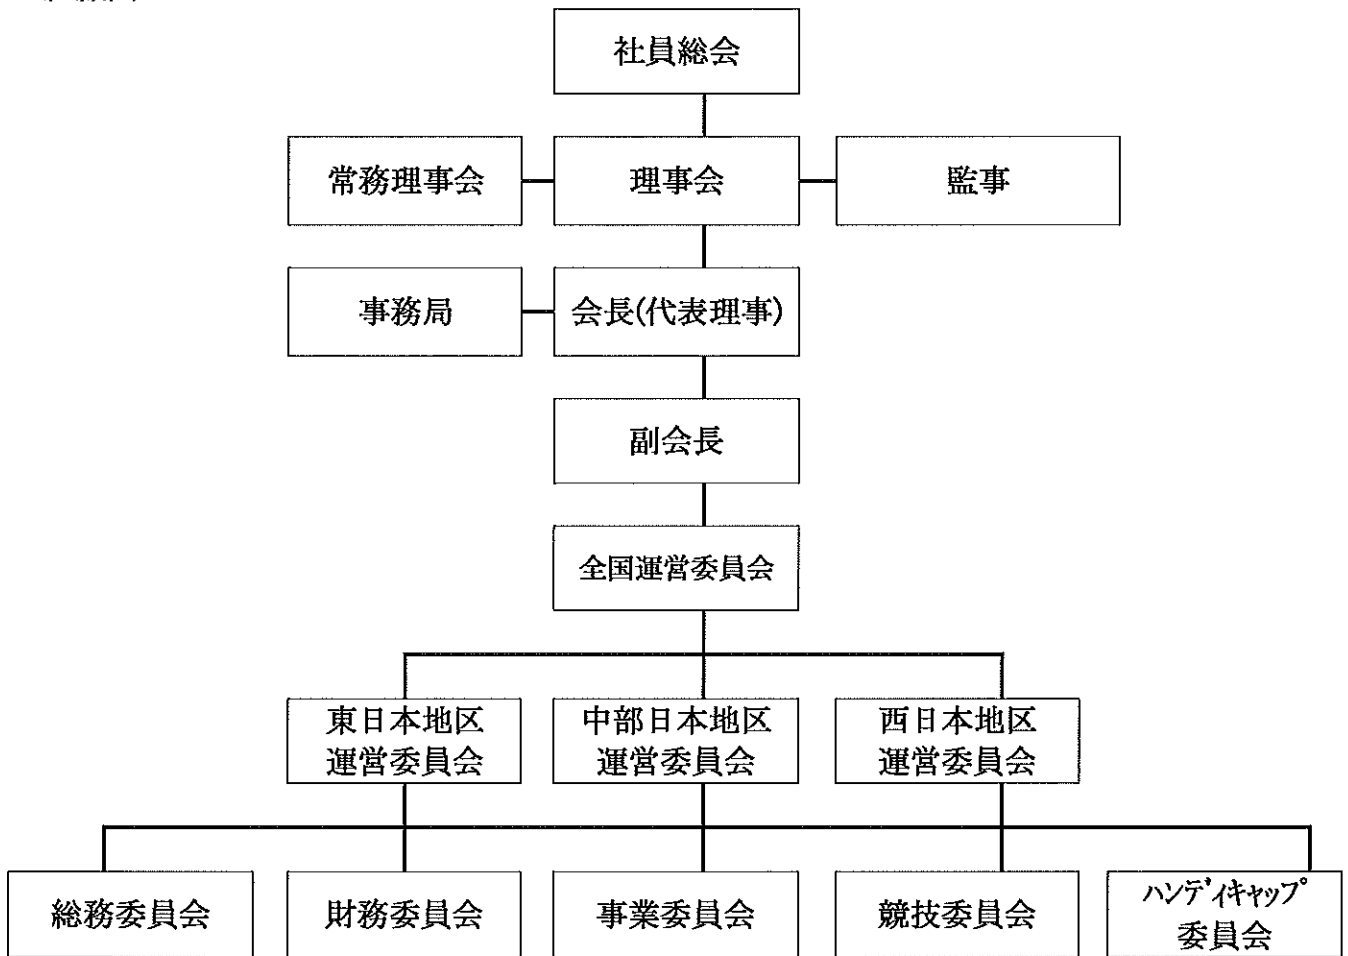 社員総会
常務理事会
理事会
監事
事務局
会長(代表理事)
副会長
全国運営委員会
東日本地区
運営委員会
中部日本地区
運営委員会
西日本地区
運営委員会
総務委員会
財務委員会
事業委員会
競技委員会
ハンディキャップ
委員会